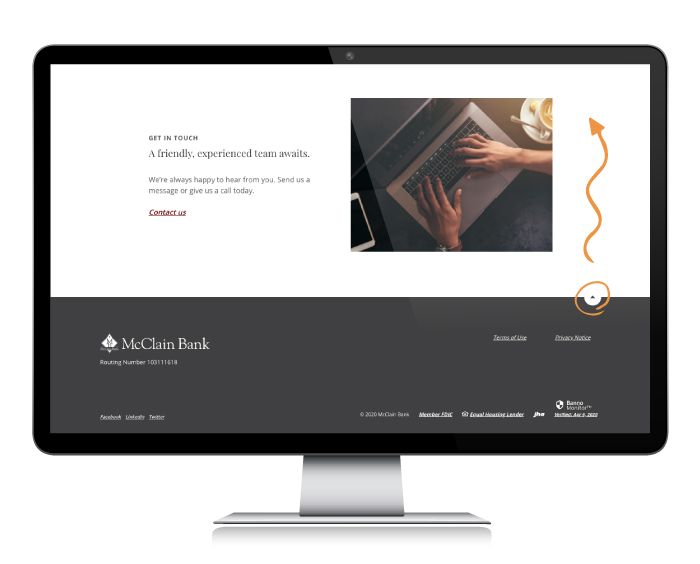 GET IN TOUCH
A friendly, experienced team awaits.
We're always happy to hear from you. Send us a
message or give us a call today.
Contact us
McClain Bank
Routing Number 103111618
Terms of Use
Privacy Notice
Facebook LinkedIn Twitter
© 2020 McClain Bank Member FDIC Equal Housing Lender jha
Banno
Monitor™
Verified, Apr 6, 2020